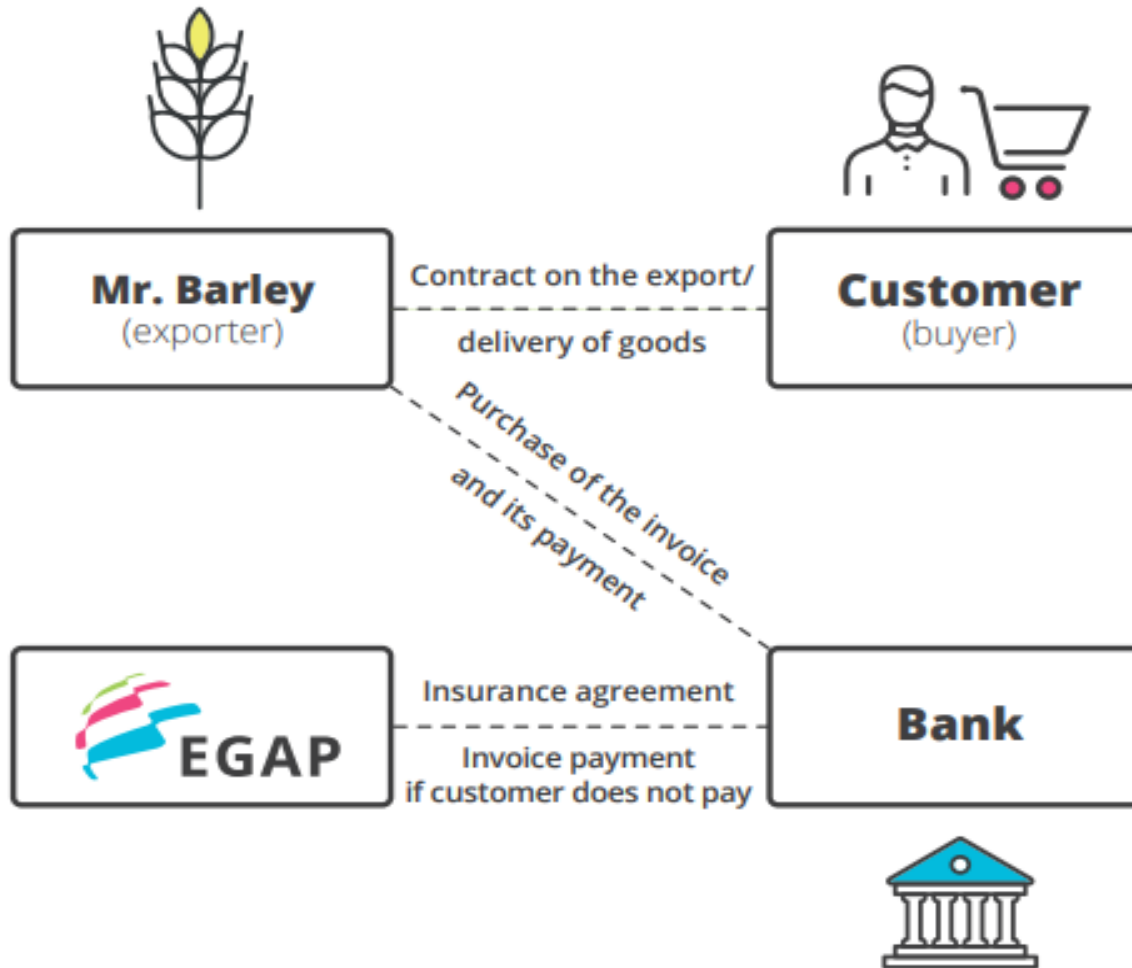 Mr. Barley
(exporter)
Contract on the export/
delivery of goods
Customer
(buyer)
Purchase of the invoice
and its payment
EGAP
Insurance agreement
Invoice payment
if customer does not pay
Bank